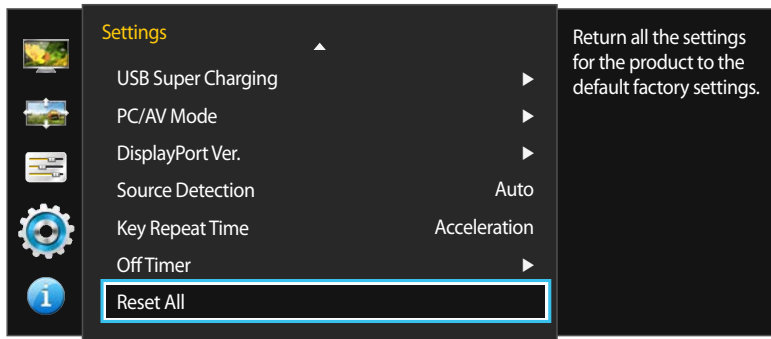 Settings
USB Super Charging
PC/AV Mode
DisplayPort Ver.
Source Detection Auto
Key Repeat Time Acceleration
Off Timer
Reset All
Return all the settings
for the product to the
default factory settings.